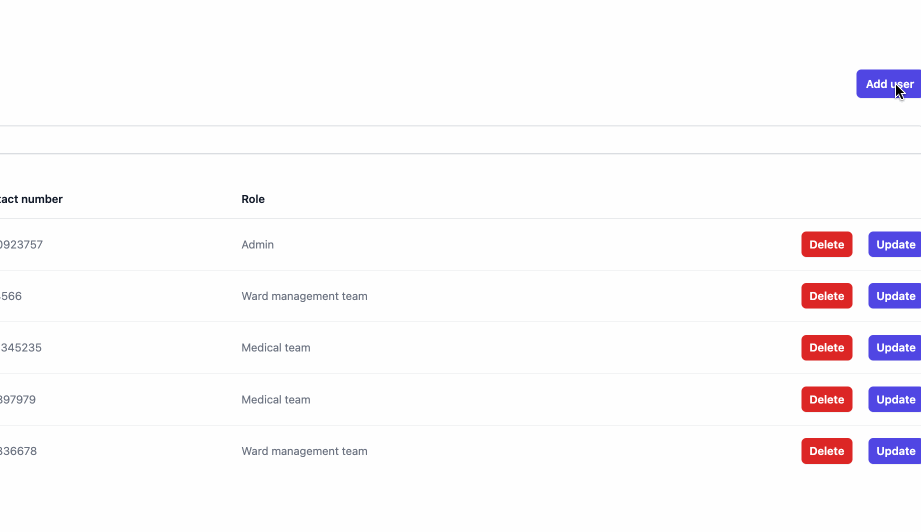 Add user
tact number Role
0923757 Admin Delete Update
566 Ward management team Delete Update
345235 Medical team Delete Update
397979 Medical team Delete Update
336678 Ward management team Delete Update